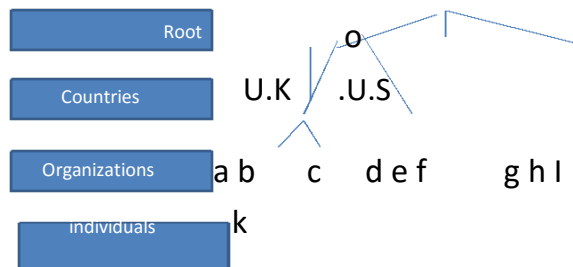 Root o
Countries U.K .U.S
Organizations a b c d e f g h I
individuals k